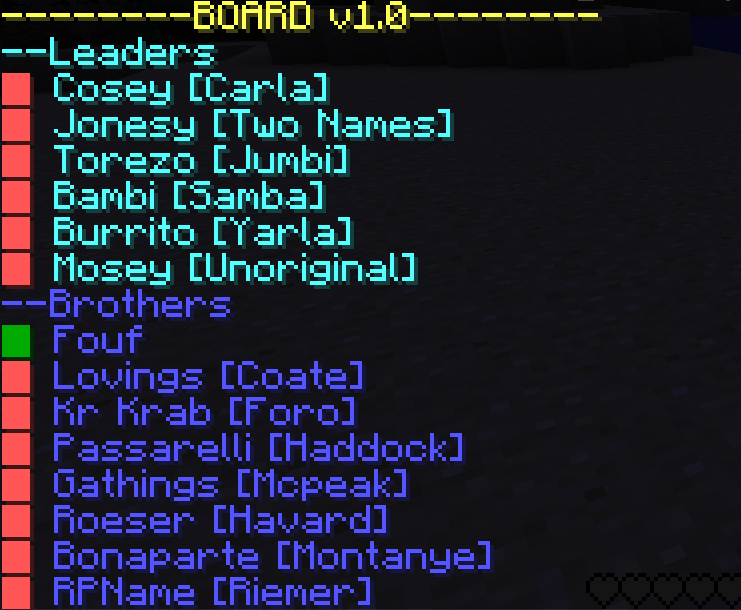 --------BOARD v1.0--------
--Leaders
Cosey [Carla]
Jonesy [Two Names]
Torezo [Jumbi]
Bambi [Samba]
Burrito [Yarla]
Mosey [Unoriginal]
--Brothers
Fouf
Lovings [Coate]
Kr Krab [Foro]
Passarelli [Haddock]
Gathings [Mcpeak]
Roeser [Havard]
Bonaparte [Montanye]
RPName [Riemer]